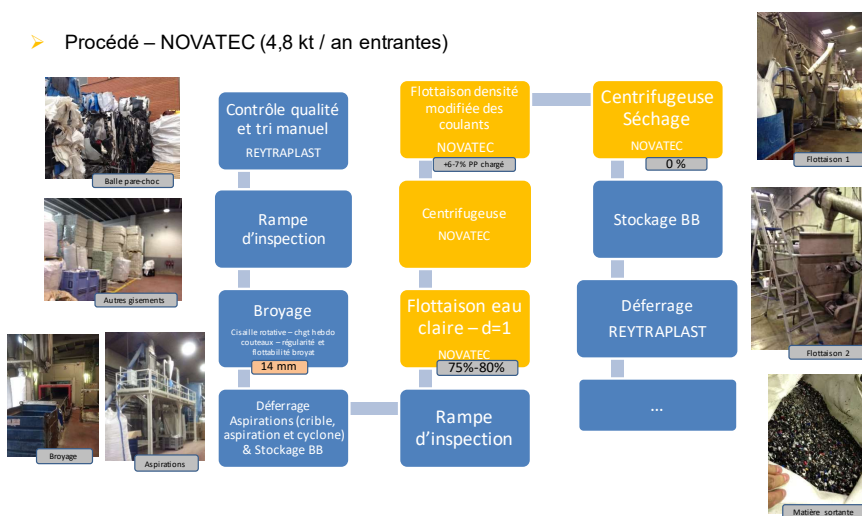 Procédé – NOVATEC (4,8 kt / an entrantes)
Balle pare-choc
Autres gisements
Broyage
Aspirations
Contrôle qualité
et tri manuel
REYTRAPLAST
Rampe
d’inspection
Broyage
Cisaille rotative – chgt hebdo
couteaux – régularité et
flottabilité broyat
14 mm
Déferrage
Aspirations (crible,
aspiration et cyclone)
& Stockage BB
Flottaison densité
modifiée des
coulants
NOVATEC
+6-7% PP chargé
Centrifugeuse
NOVATEC
Flottaison eau
claire – d=1
NOVATEC
75%-80%
Rampe
d’inspection
Centrifugeuse
Séchage
NOVATEC
0 %
Stockage BB
Déferrage
REYTRAPLAST
...
Flottaison 1
Flottaison 2
Matière sortante